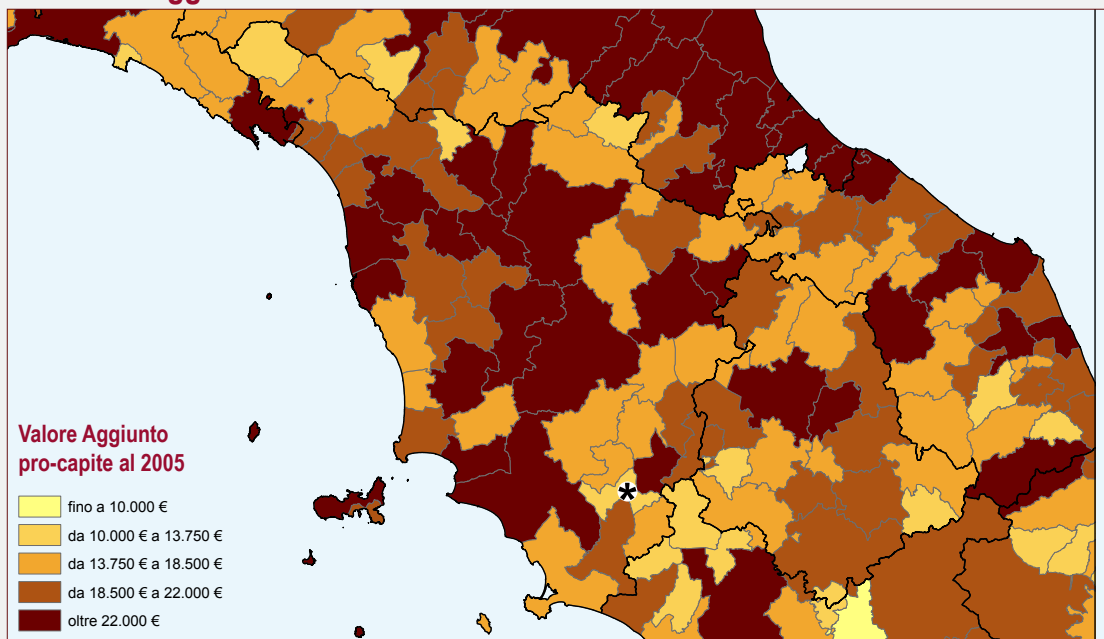 Valore Aggiunto
pro-capite al 2005
fino a 10.000 €
da 10.000 € a 13.750 €
da 13.750 € a 18.500 €
da 18.500 € a 22.000 €
oltre 22.000 €
*